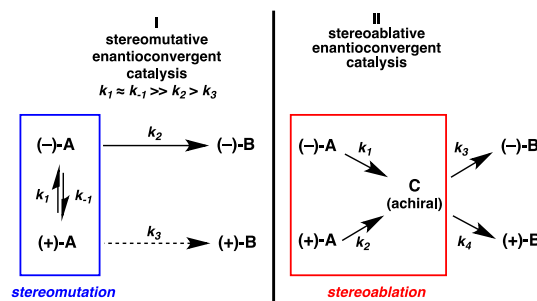 I
stereomutative
enantioconvergent
catalysis
k₁ ≈ k₋₁ >> k₂ > k₃
(–)-A
k₂
(–)-B
k₁
k₋₁
(+)-A
k₃
(+)-B
stereomutation
II
stereoablative
enantioconvergent
catalysis
(–)-A
k₁
k₃
(–)-B
C
(achiral)
(+)-A
k₂
k₄
(+)-B
stereoablation